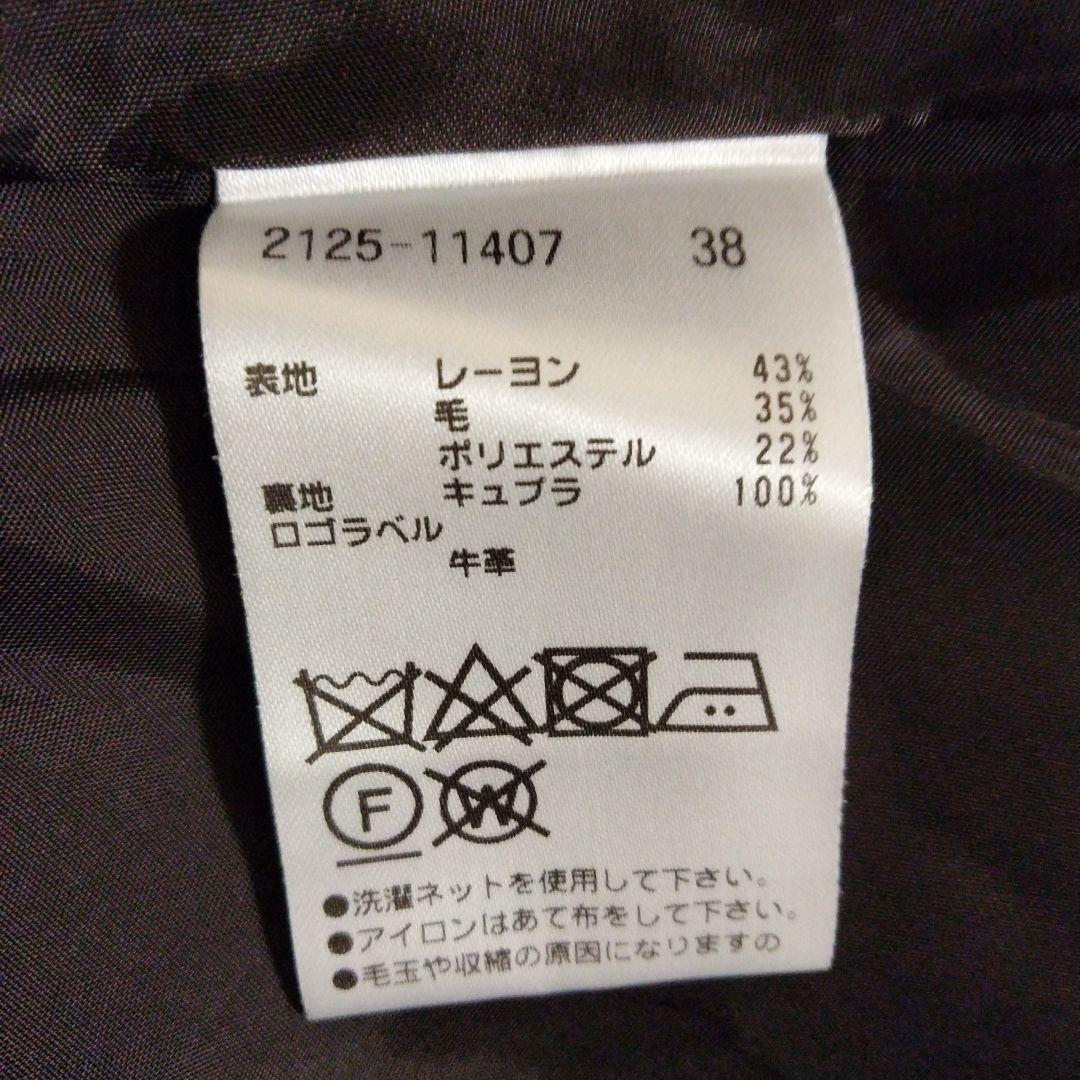 2125-11407 38
表地 レーヨン 43%
毛 35%
ポリエステル 22%
裏地 キュプラ 100%
ロゴラベル
牛革
F W
●洗濯ネットを使用して下さい。
●アイロンはあて布をして下さい。
●毛玉や収縮の原因になりますの